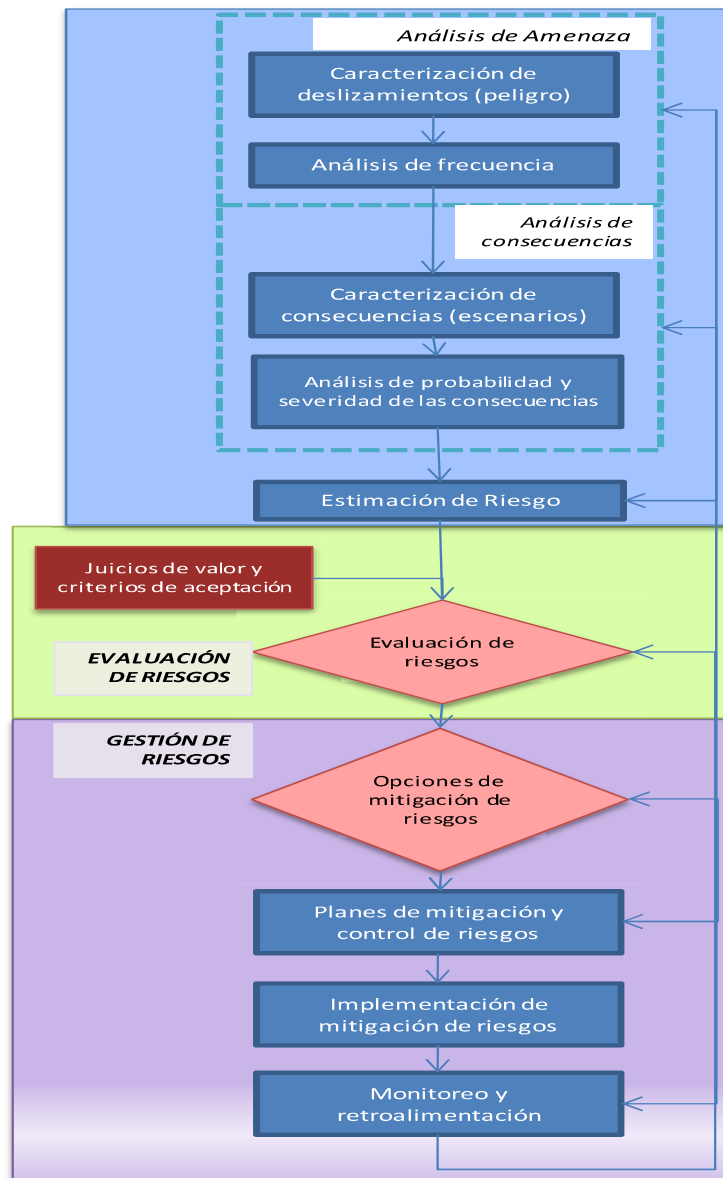 Análisis de Amenaza
Caracterización de
deslizamientos (peligro)
Análisis de frecuencia
Análisis de
consecuencias
Caracterización de
consecuencias (escenarios)
Análisis de probabilidad y
severidad de las consecuencias
Estimación de Riesgo
Juicios de valor y
criterios de aceptación
Evaluación de
riesgos
EVALUACIÓN
DE RIESGOS
GESTIÓN DE
RIESGOS
Opciones de
mitigación de
riesgos
Planes de mitigación y
control de riesgos
Implementación de
mitigación de riesgos
Monitoreo y
retroalimentación